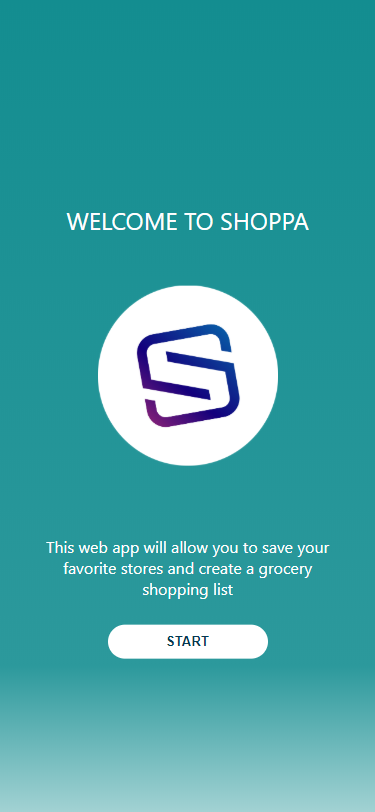 WELCOME TO SHOPPA
This web app will allow you to save your
favorite stores and create a grocery
shopping list
START